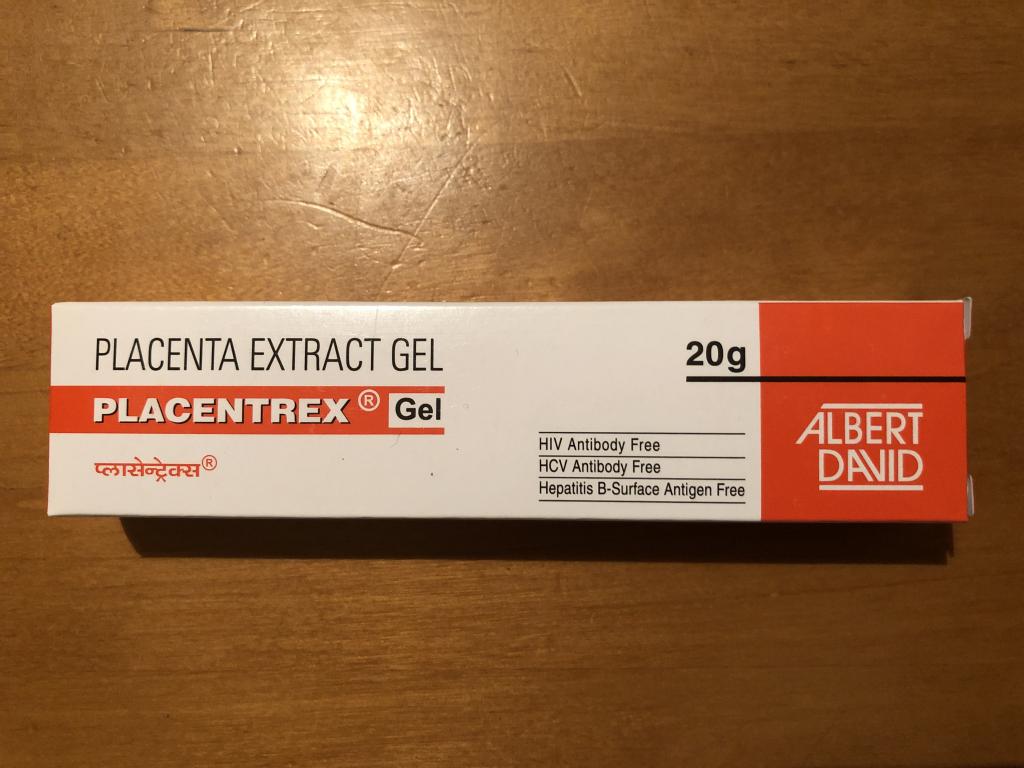 PLACENTA EXTRACT GEL
PLACENTREX® Gel
प्लासेन्ट्रेक्स®
20g
HIV Antibody Free
HCV Antibody Free
Hepatitis B-Surface Antigen Free
ALBERT
DAVID